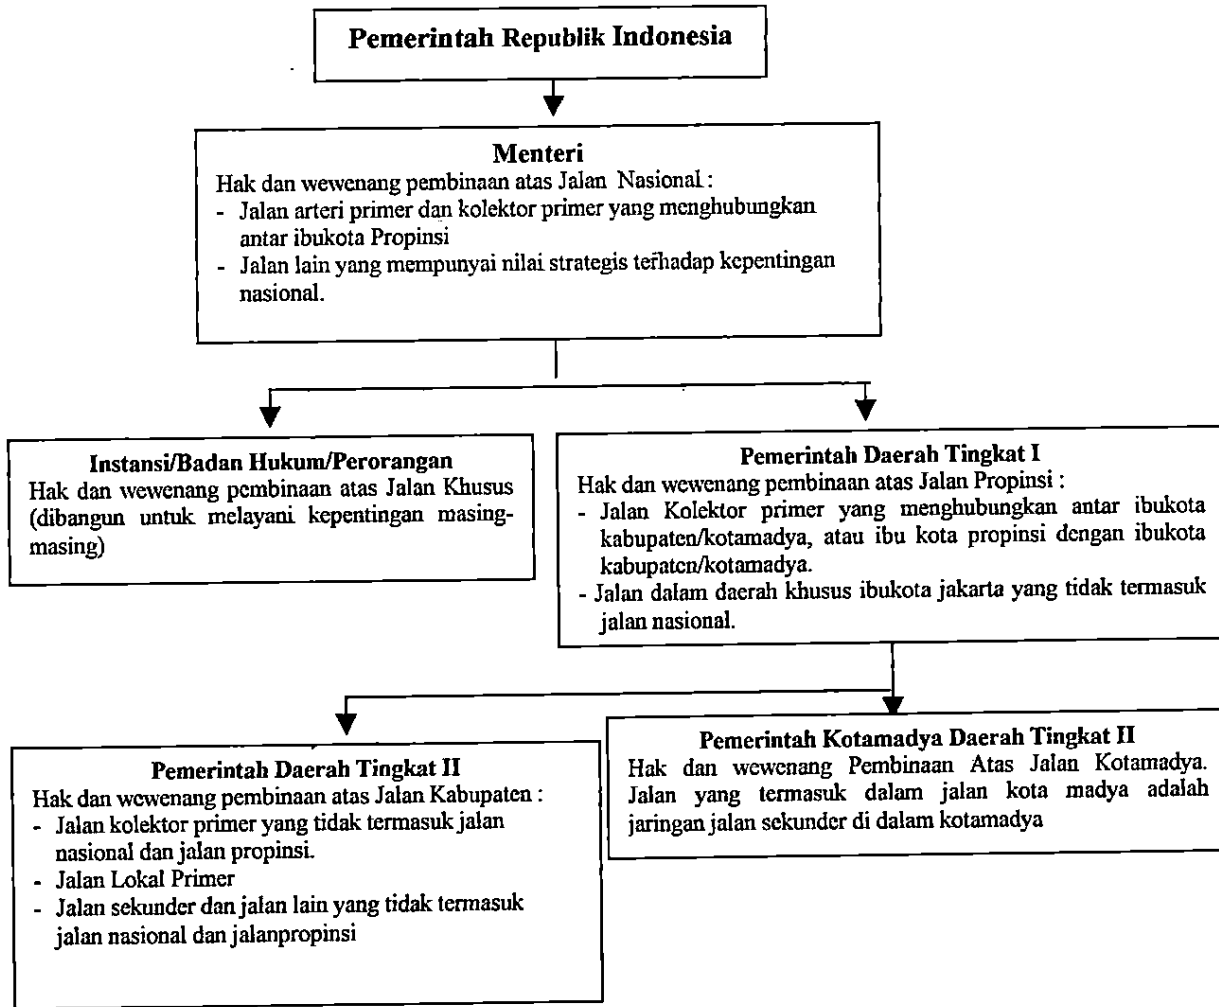 Pemerintah Republik Indonesia
Menteri
Hak dan wewenang pembinaan atas Jalan Nasional :
- Jalan arteri primer dan kolektor primer yang menghubungkan
antar ibukota Propinsi
- Jalan lain yang mempunyai nilai strategis terhadap kepentingan
nasional.
Instansi/Badan Hukum/Perorangan
Hak dan wewenang pembinaan atas Jalan Khusus
(dibangun untuk melayani kepentingan masing-
masing)
Pemerintah Daerah Tingkat I
Hak dan wewenang pembinaan atas Jalan Propinsi :
- Jalan Kolektor primer yang menghubungkan antar ibukota
kabupaten/kotamadya, atau ibu kota propinsi dengan ibukota
kabupaten/kotamadya.
- Jalan dalam daerah khusus ibukota jakarta yang tidak termasuk
jalan nasional.
Pemerintah Daerah Tingkat II
Hak dan wewenang pembinaan atas Jalan Kabupaten :
- Jalan kolektor primer yang tidak termasuk jalan
nasional dan jalan propinsi.
- Jalan Lokal Primer
- Jalan sekunder dan jalan lain yang tidak termasuk
jalan nasional dan jalanpropinsi
Pemerintah Kotamadya Daerah Tingkat II
Hak dan wewenang Pembinaan Atas Jalan Kotamadya.
Jalan yang termasuk dalam jalan kota madya adalah
jaringan jalan sekunder di dalam kotamadya